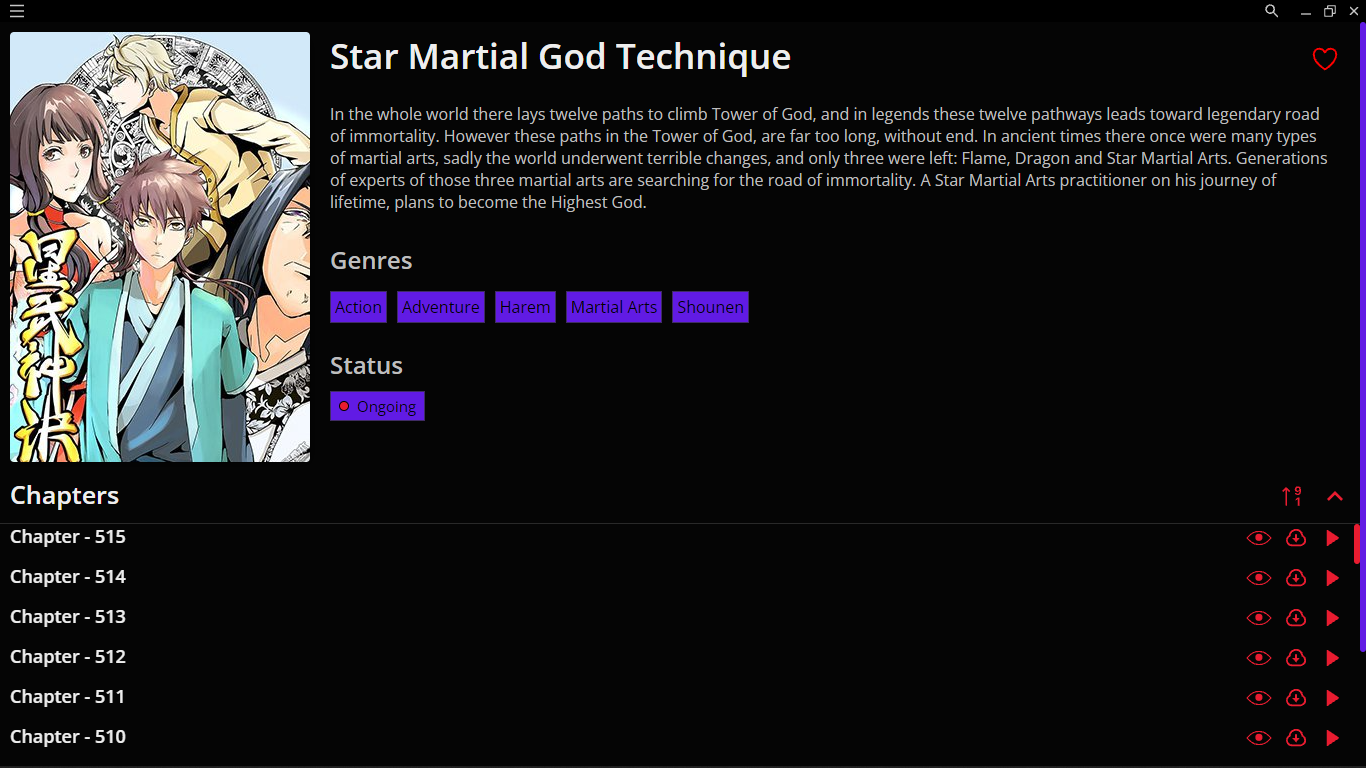 Star Martial God Technique
In the whole world there lays twelve paths to climb Tower of God, and in legends these twelve pathways leads toward legendary road
of immortality. However these paths in the Tower of God, are far too long, without end. In ancient times there once were many types
of martial arts, sadly the world underwent terrible changes, and only three were left: Flame, Dragon and Star Martial Arts. Generations
of experts of those three martial arts are searching for the road of immortality. A Star Martial Arts practitioner on his journey of
lifetime, plans to become the Highest God.
星武神诀
Genres
Action Adventure Harem Martial Arts Shounen
Status
Ongoing
Chapters
9
1
Chapter - 515
Chapter - 514
Chapter - 513
Chapter - 512
Chapter - 511
Chapter - 510